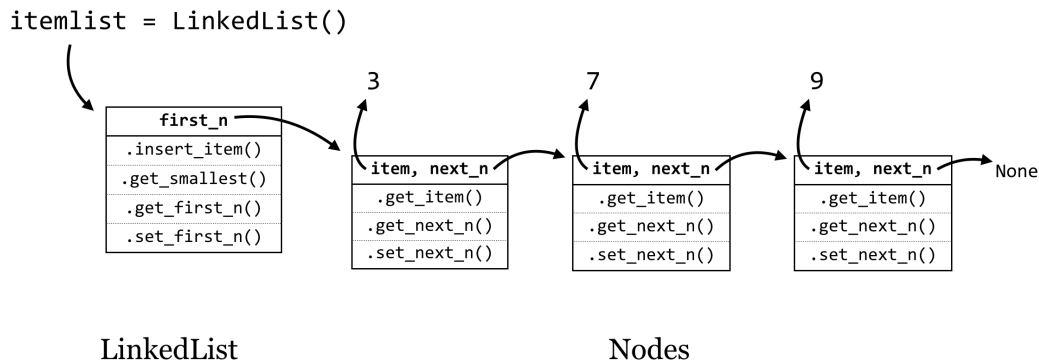 itemlist = LinkedList()
3
7
9
first_n
.insert_item()
.get_smallest()
.get_first_n()
.set_first_n()
item, next_n
.get_item()
.get_next_n()
.set_next_n()
item, next_n
.get_item()
.get_next_n()
.set_next_n()
item, next_n
.get_item()
.get_next_n()
.set_next_n()
None
LinkedList
Nodes